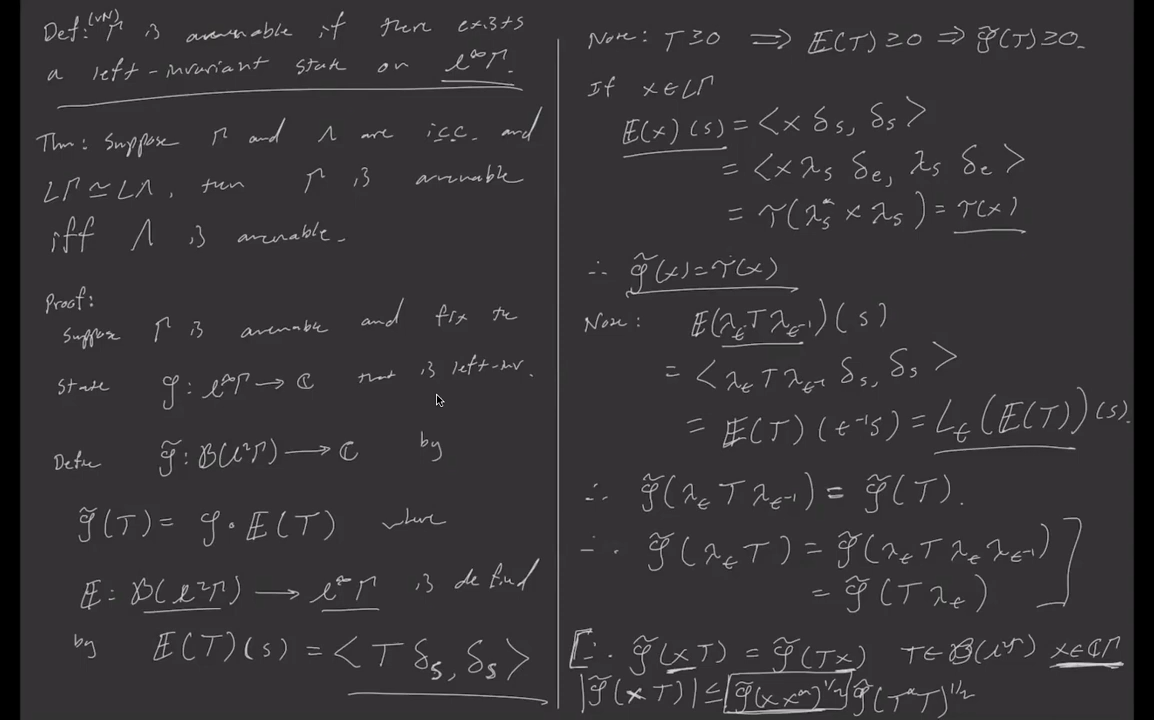 Def: (vN) Γ is amenable if there exists
a left-invariant state on ℓ^∞Γ.
Thm: Suppose Γ and Λ are i.c.c. and
LΓ ≃ LΛ, then Γ is amenable
iff Λ is amenable.
Proof:
Suppose Γ is amenable and fix the
state φ: ℓ^∞Γ → ℂ that is left-inv.
Define φ̃: B(ℓ²Γ) → ℂ by
φ̃(T) = φ∘E(T) where
E: B(ℓ²Γ) → ℓ^∞Γ is defined
by E(T)(s) = <T δ_s, δ_s>
Note: T ≥ 0 ⟹ E(T) ≥ 0 ⟹ φ̃(T) ≥ 0.
If x ∈ LΓ
E(x)(s) = <x δ_s, δ_s>
= <x λ_s δ_e, λ_s δ_e>
= τ(λ_s^* x λ_s) = τ(x)
∴ φ̃(x) = τ(x)
Note: E(λ_t T λ_{t^-1})(s)
= <λ_t T λ_{t^-1} δ_s, δ_s>
= E(T)(t^{-1}s) = L_t(E(T))(s).
∴ φ̃(λ_t T λ_{t^-1}) = φ̃(T).
∴ φ̃(λ_t T) = φ̃(λ_t T λ_t λ_{t^-1})
= φ̃(T λ_t)
[∴ φ̃(xT) = φ̃(Tx) T ∈ B(ℓ²Γ) x ∈ ℂΓ
|φ̃(xT)| ≤ φ̃(xx^*)^{1/2} φ̃(T^*T)^{1/2}